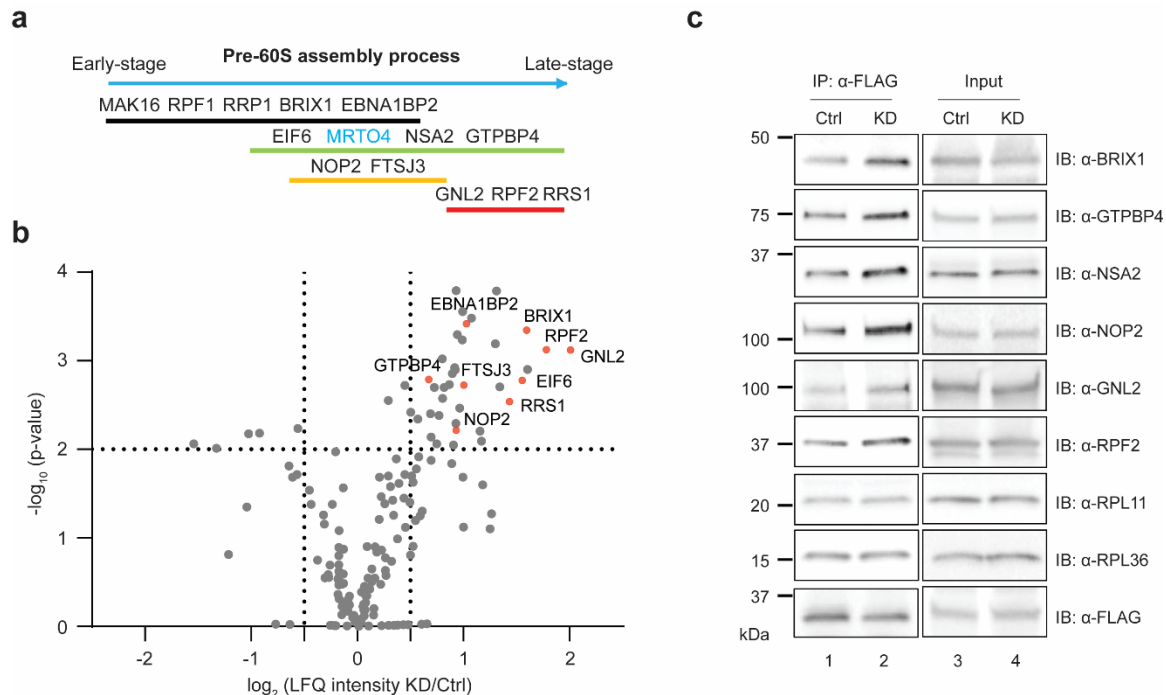 a
Pre-60S assembly process
Early-stage Late-stage
MAK16 RPF1 RRP1 BRIX1 EBNA1BP2
EIF6 MRTO4 NSA2 GTPBP4
NOP2 FTSJ3
GNL2 RPF2 RRS1
b
4
3
2
1
0
-log10 (p-value)
EBNA1BP2
BRIX1
RPF2
GNL2
GTPBP4
FTSJ3
EIF6
RRS1
NOP2
-2 -1 0 1 2
log2 (LFQ intensity KD/Ctrl)
c
IP: α-FLAG Input
Ctrl KD Ctrl KD
50
IB: α-BRIX1
75
IB: α-GTPBP4
37
IB: α-NSA2
100
IB: α-NOP2
100
IB: α-GNL2
37
IB: α-RPF2
20
IB: α-RPL11
15
IB: α-RPL36
37
IB: α-FLAG
kDa
1 2 3 4